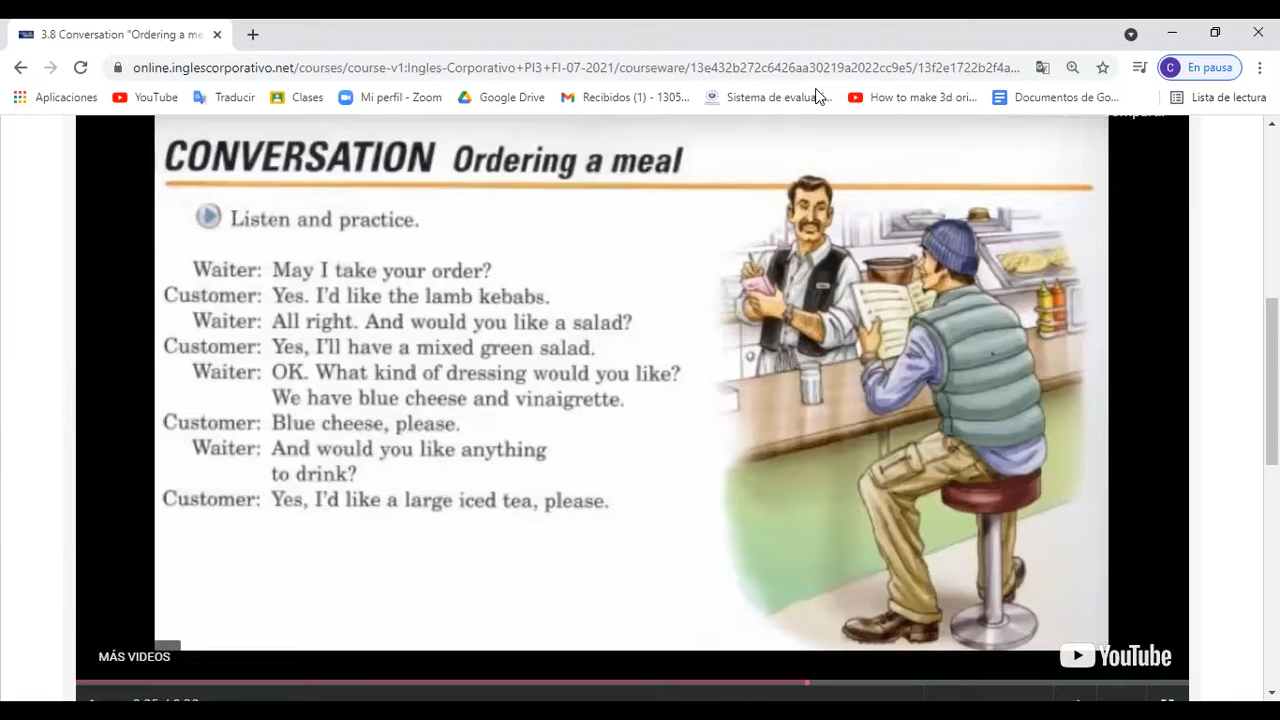 3.8 Conversation "Ordering a me
online.inglescorporativo.net/courses/course-v1:Ingles-Corporativo+PI3+FI-07-2021/courseware/13e432b272c6426aa30219a2022cc9e5/13f2e1722b2f4a...
C En pausa
Aplicaciones YouTube Traducir Clases Mi perfil - Zoom Google Drive Recibidos (1) - 1305... Sistema de evalua... How to make 3d ori... Documentos de Go... Lista de lectura
CONVERSATION Ordering a meal
Listen and practice.
Waiter: May I take your order?
Customer: Yes. I'd like the lamb kebabs.
Waiter: All right. And would you like a salad?
Customer: Yes, I'll have a mixed green salad.
Waiter: OK. What kind of dressing would you like?
We have blue cheese and vinaigrette.
Customer: Blue cheese, please.
Waiter: And would you like anything
to drink?
Customer: Yes, I'd like a large iced tea, please.
MÁS VIDEOS
YouTube